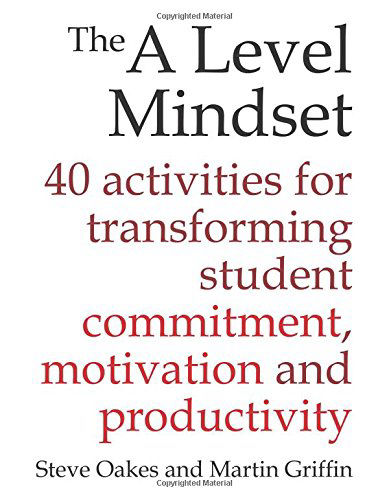 Copyrighted Material
The A Level
Mindset
40 activities for
transforming
student
commitment,
motivation and
productivity
Steve Oakes and Martin Griffin
Copyrighted Material